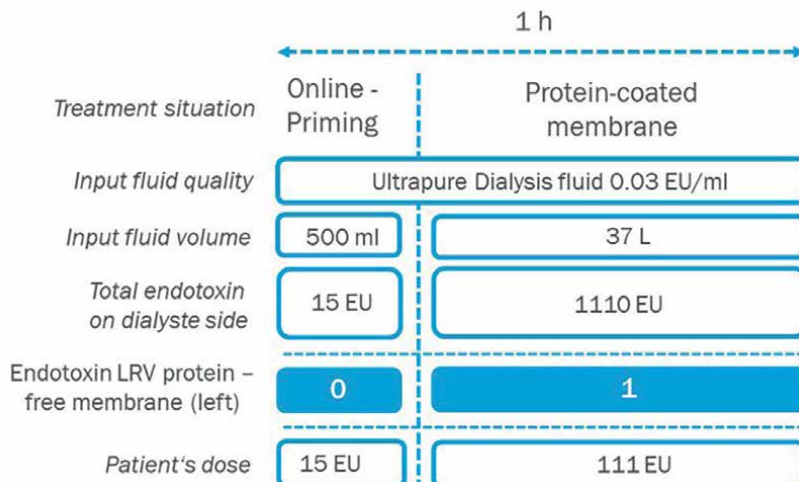 1 h
Treatment situation
Online -
Priming
Protein-coated
membrane
Input fluid quality
Ultrapure Dialysis fluid 0.03 EU/ml
Input fluid volume
500 ml
37 L
Total endotoxin
on dialyste side
15 EU
1110 EU
Endotoxin LRV protein –
free membrane (left)
0
1
Patient‘s dose
15 EU
111 EU